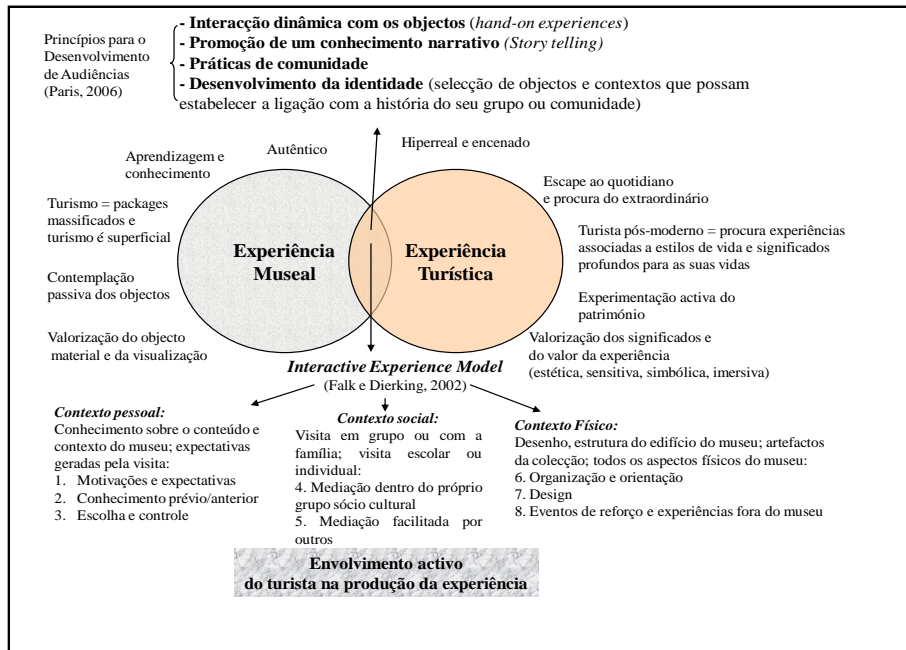 Princípios para o
Desenvolvimento
de Audiências
(Paris, 2006)
- Interacção dinâmica com os objectos (hand-on experiences)
- Promoção de um conhecimento narrativo (Story telling)
- Práticas de comunidade
- Desenvolvimento da identidade (selecção de objectos e contextos que possam
estabelecer a ligação com a história do seu grupo ou comunidade)
Autêntico
Hiperreal e encenado
Aprendizagem e
conhecimento
Turismo = packages
massificados e
turismo é superficial
Contemplação
passiva dos objectos
Valorização do objecto
material e da visualização
Experiência
Museal
Experiência
Turística
Escape ao quotidiano
e procura do extraordinário
Turista pós-moderno = procura experiências
associadas a estilos de vida e significados
profundos para as suas vidas
Experimentação activa do
património
Valorização dos significados e
do valor da experiência
(estética, sensitiva, simbólica, imersiva)
Interactive Experience Model
(Falk e Dierking, 2002)
Contexto pessoal:
Conhecimento sobre o conteúdo e
contexto do museu; expectativas
geradas pela visita:
1. Motivações e expectativas
2. Conhecimento prévio/anterior
3. Escolha e controle
Contexto social:
Visita em grupo ou com a
família; visita escolar ou
individual:
4. Mediação dentro do próprio
grupo sócio cultural
5. Mediação facilitada por
outros
Contexto Físico:
Desenho, estrutura do edifício do museu; artefactos
da colecção; todos os aspectos físicos do museu:
6. Organização e orientação
7. Design
8. Eventos de reforço e experiências fora do museu
Envolvimento activo
do turista na produção da experiência